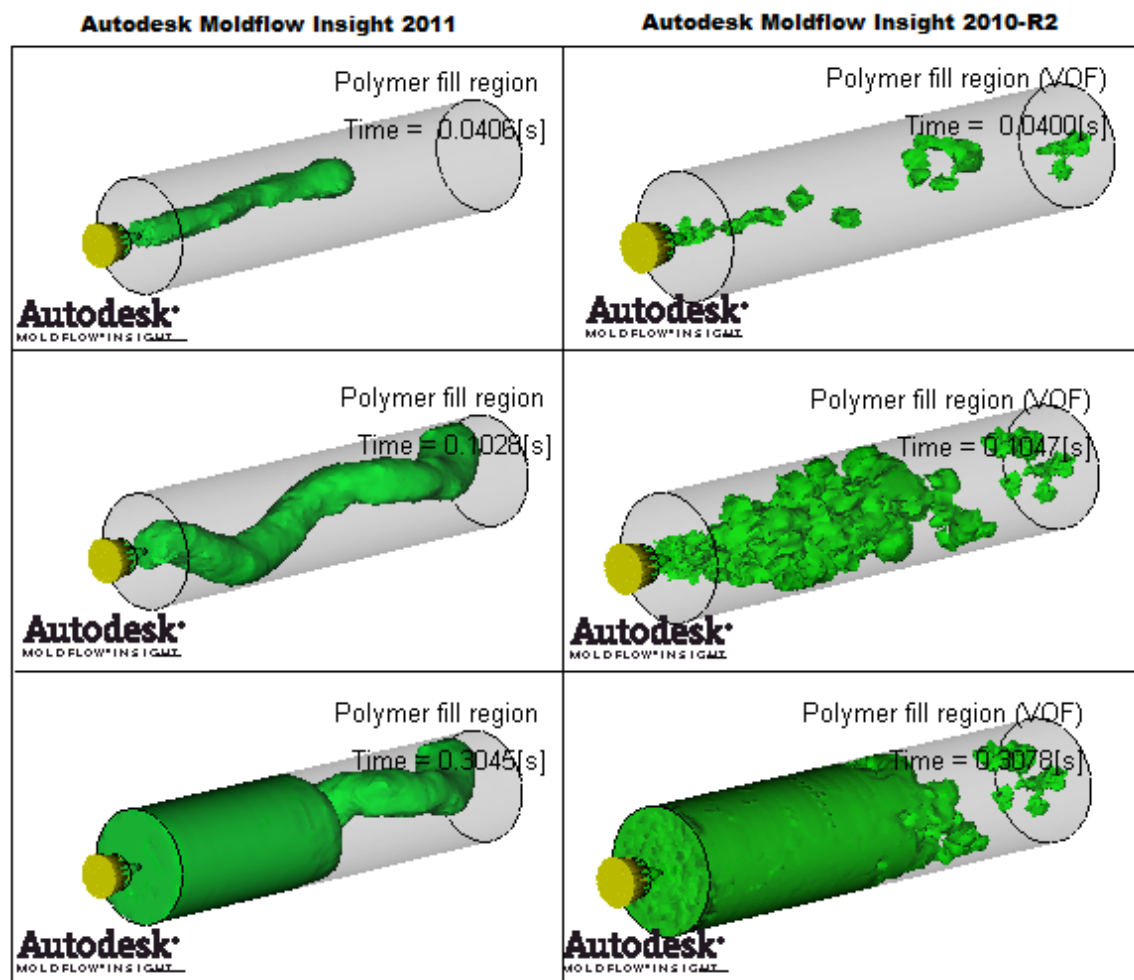 Autodesk Moldflow Insight 2011
Autodesk Moldflow Insight 2010-R2
Polymer fill region
Time = 0.0406[s]
Autodesk
MOLDFLOW INSIGHT
Polymer fill region (VOF)
Time = 0.0400[s]
Autodesk
MOLDFLOW INSIGHT
Polymer fill region
Time = 0.1028[s]
Autodesk
MOLDFLOW INSIGHT
Polymer fill region (VOF)
Time = 0.1047[s]
Autodesk
MOLDFLOW INSIGHT
Polymer fill region
Time = 0.3045[s]
Autodesk
MOLDFLOW INSIGHT
Polymer fill region (VOF)
Time = 0.3078[s]
Autodesk
MOLDFLOW INSIGHT